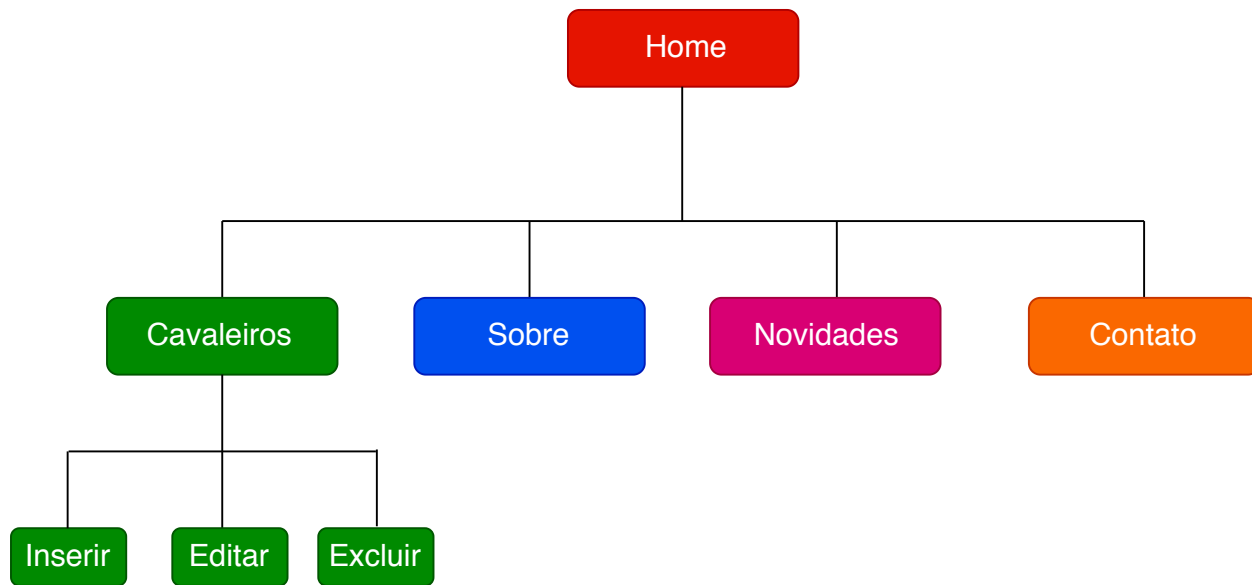 Home
Cavaleiros
Sobre
Novidades
Contato
Inserir
Editar
Excluir